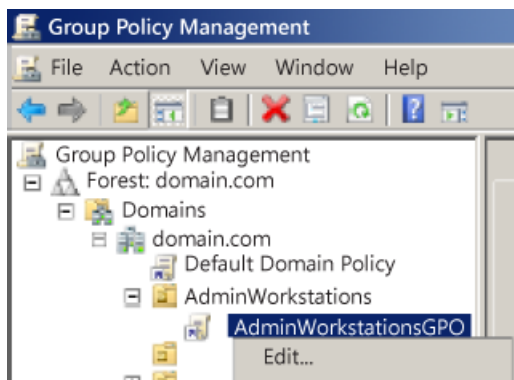 Group Policy Management
File Action View Window Help
Group Policy Management
Forest: domain.com
Domains
domain.com
Default Domain Policy
AdminWorkstations
AdminWorkstationsGPO
Edit...